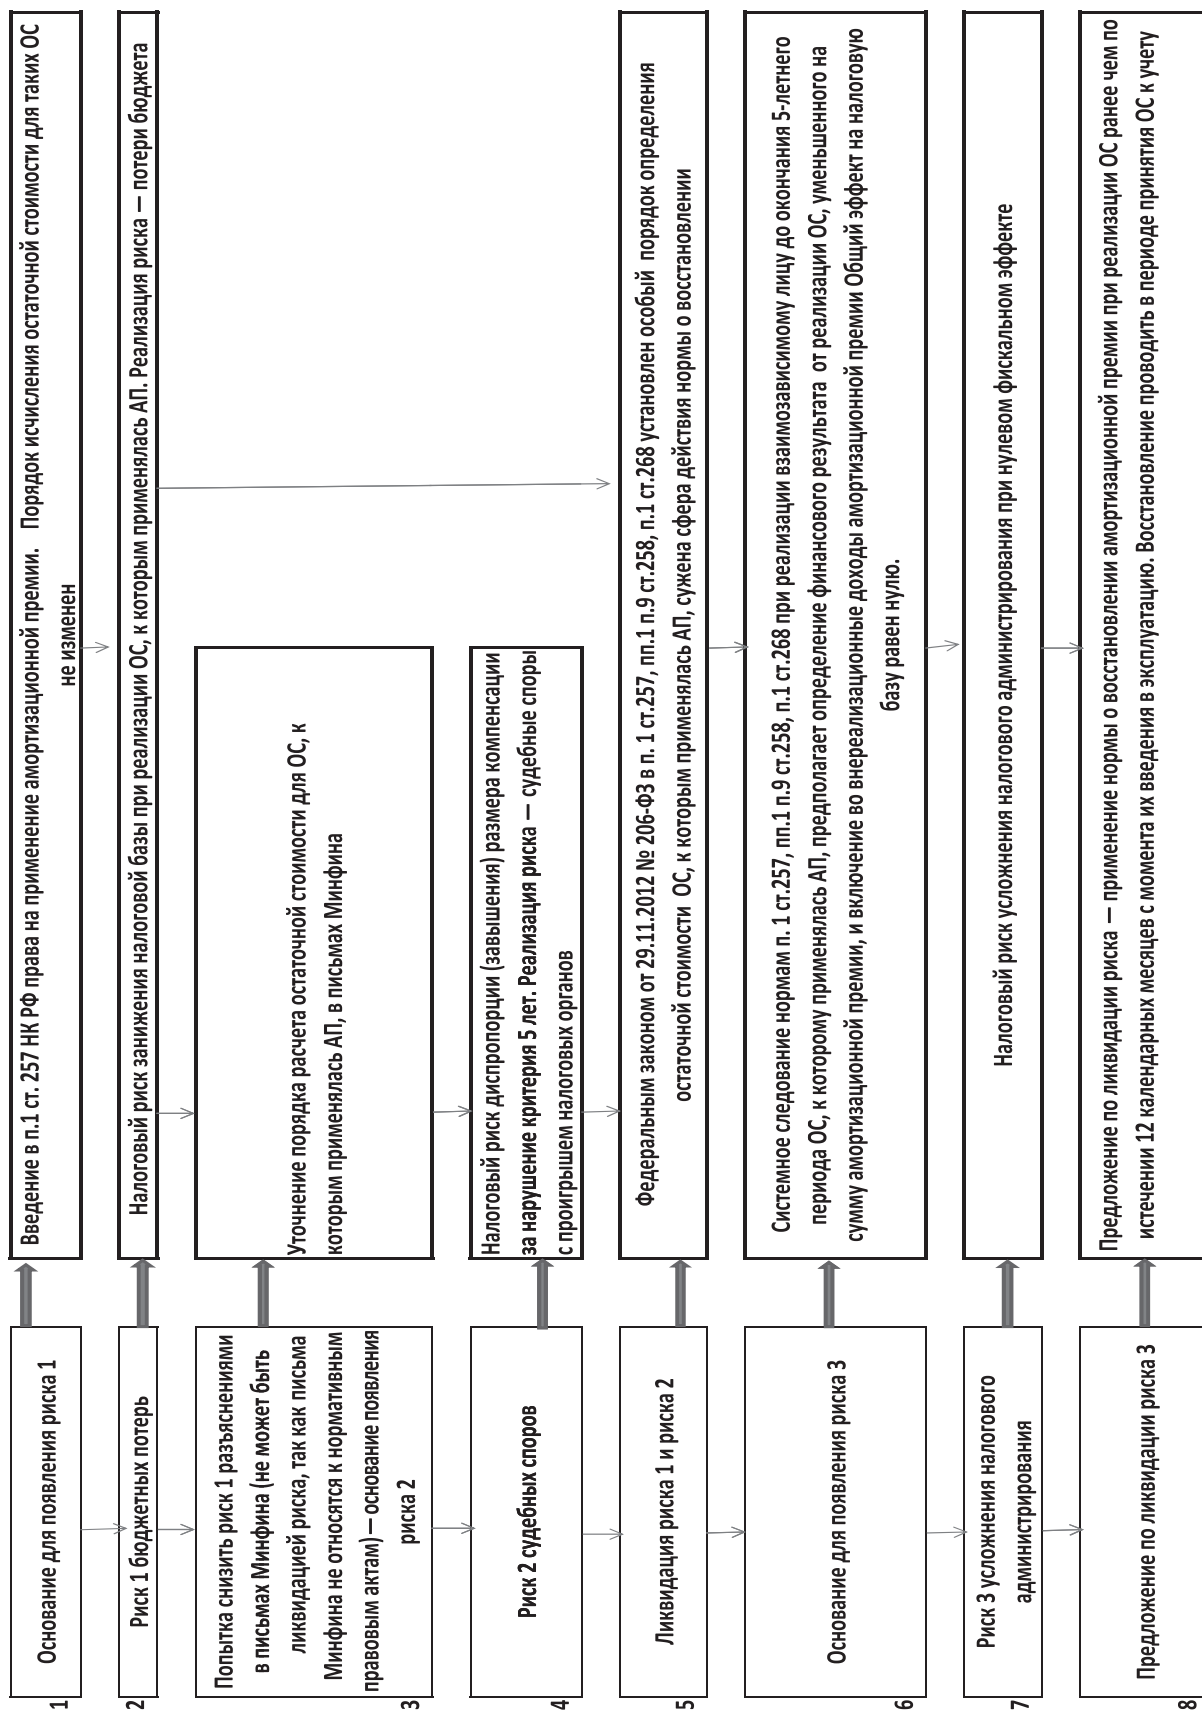 1
Основание для появления риска 1
Введение в п.1 ст. 257 НК РФ права на применение амортизационной премии. Порядок исчисления остаточной стоимости для таких ОС
не изменен
2
Риск 1 бюджетных потерь
Налоговый риск занижения налоговой базы при реализации ОС, к которым применялась АП. Реализация риска — потери бюджета
3
Попытка снизить риск 1 разъяснениями
в письмах Минфина (не может быть
ликвидацией риска, так как письма
Минфина не относятся к нормативным
правовым актам) — основание появления
риска 2
Уточнение порядка расчета остаточной стоимости для ОС, к
которым применялась АП, в письмах Минфина
4
Риск 2 судебных споров
Налоговый риск диспропорции (завышения) размера компенсации
за нарушение критерия 5 лет. Реализация риска — судебные споры
с проигрышем налоговых органов
5
Ликвидация риска 1 и риска 2
Федеральным законом от 29.11.2012 № 206-ФЗ в п. 1 ст.257, пп.1 п.9 ст.258, п.1 ст.268 установлен особый порядок определения
остаточной стоимости ОС, к которым применялась АП, сужена сфера действия нормы о восстановлении
6
Основание для появления риска 3
Системное следование нормам п. 1 ст.257, пп.1 п.9 ст.258, п.1 ст.268 при реализации взаимозависимому лицу до окончания 5-летнего
периода ОС, к которому применялась АП, предполагает определение финансового результата от реализации ОС, уменьшенного на
сумму амортизационной премии, и включение во внереализационные доходы амортизационной премии Общий эффект на налоговую
базу равен нулю.
7
Риск 3 усложнения налогового
администрирования
Налоговый риск усложнения налогового администрирования при нулевом фискальном эффекте
8
Предложение по ликвидации риска 3
Предложение по ликвидации риска — применение нормы о восстановлении амортизационной премии при реализации ОС ранее чем по
истечении 12 календарных месяцев с момента их введения в эксплуатацию. Восстановление проводить в периоде принятия ОС к учету